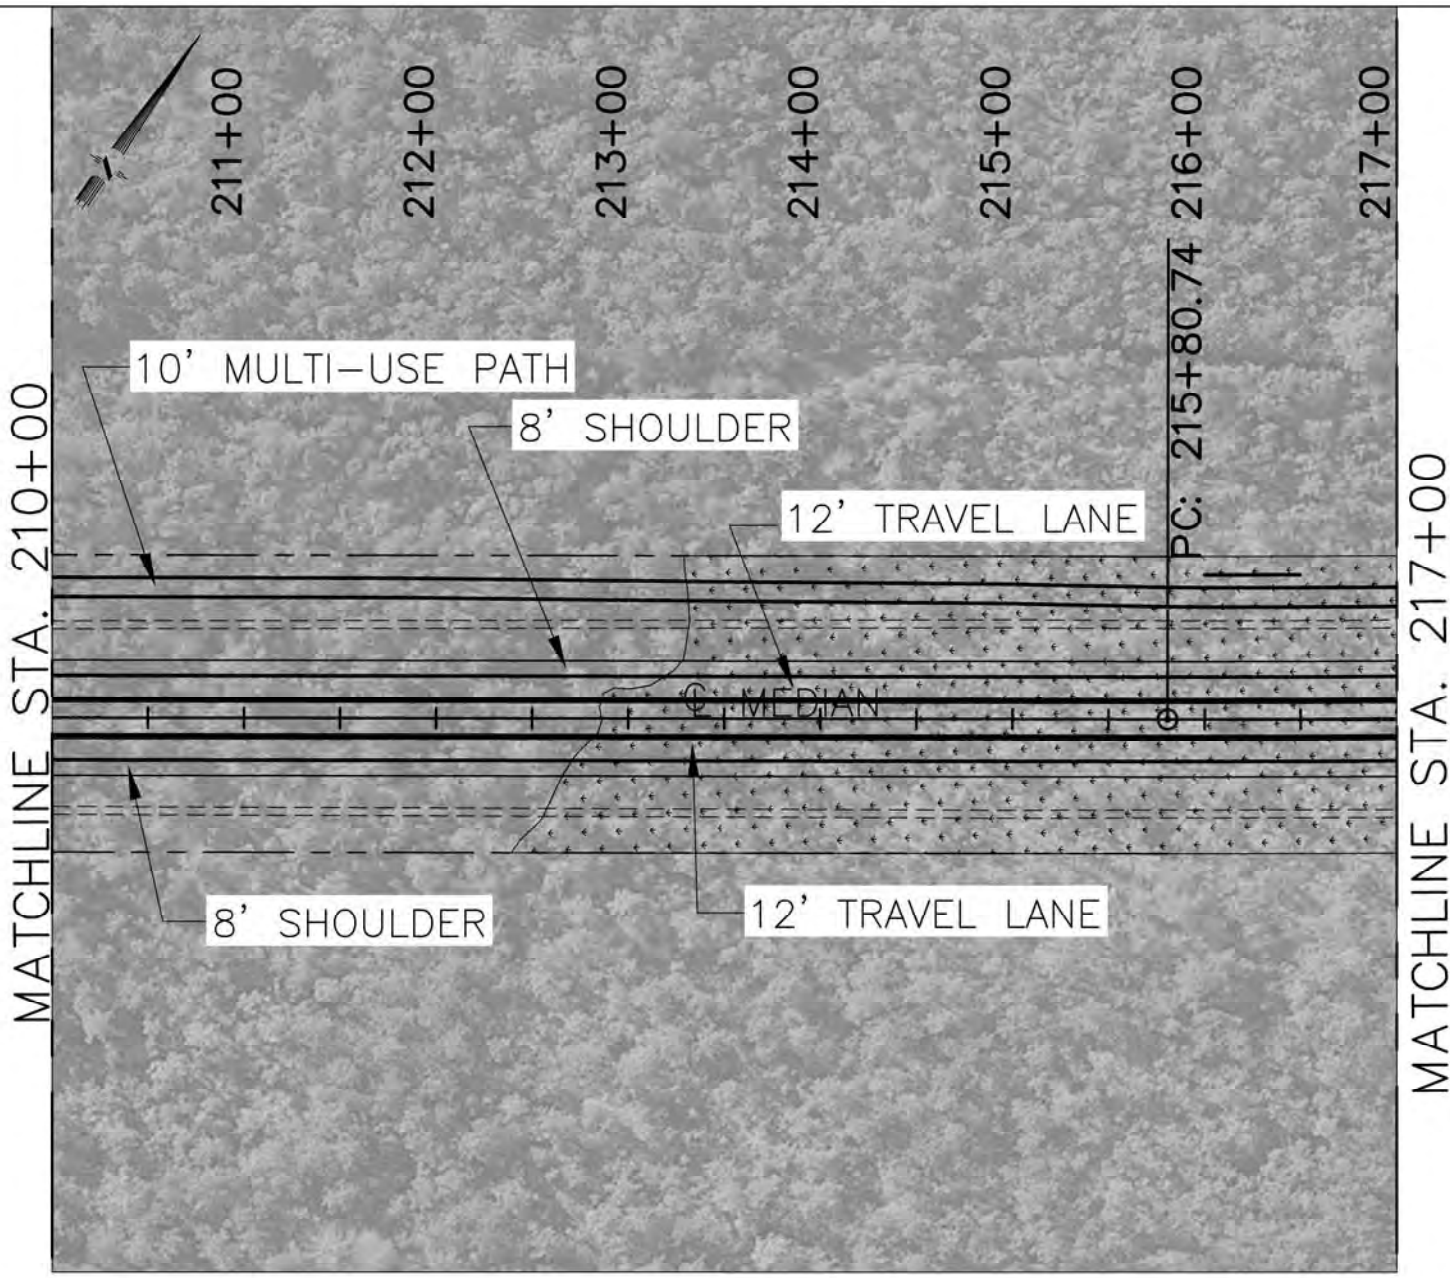 211+00
212+00
213+00
214+00
215+00
216+00
217+00
PC: 215+80.74
10’ MULTI-USE PATH
8’ SHOULDER
12’ TRAVEL LANE
℄ MEDIAN
8’ SHOULDER
12’ TRAVEL LANE
MATCHLINE STA. 210+00
MATCHLINE STA. 217+00